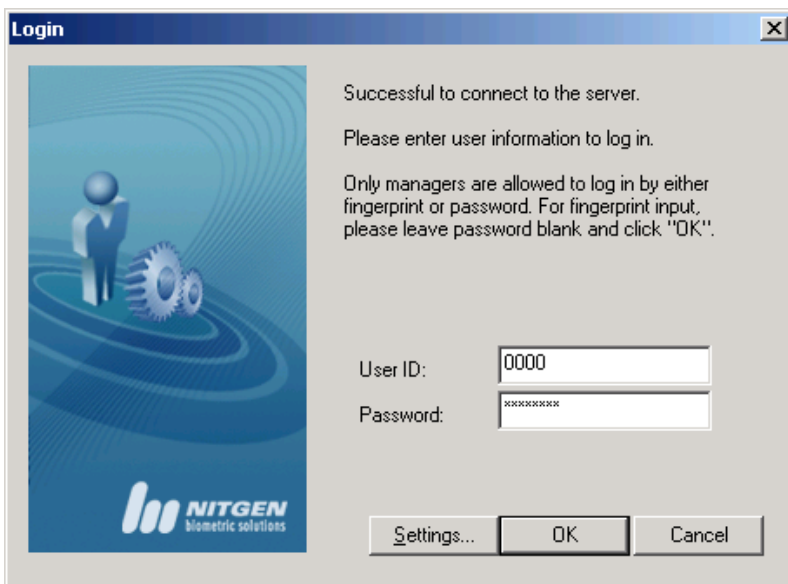 Login
Successful to connect to the server.
Please enter user information to log in.
Only managers are allowed to log in by either
fingerprint or password. For fingerprint input,
please leave password blank and click "OK".
User ID:
0000
Password:
xxxxxxxx
NITGEN
biometric solutions
Settings...
OK
Cancel